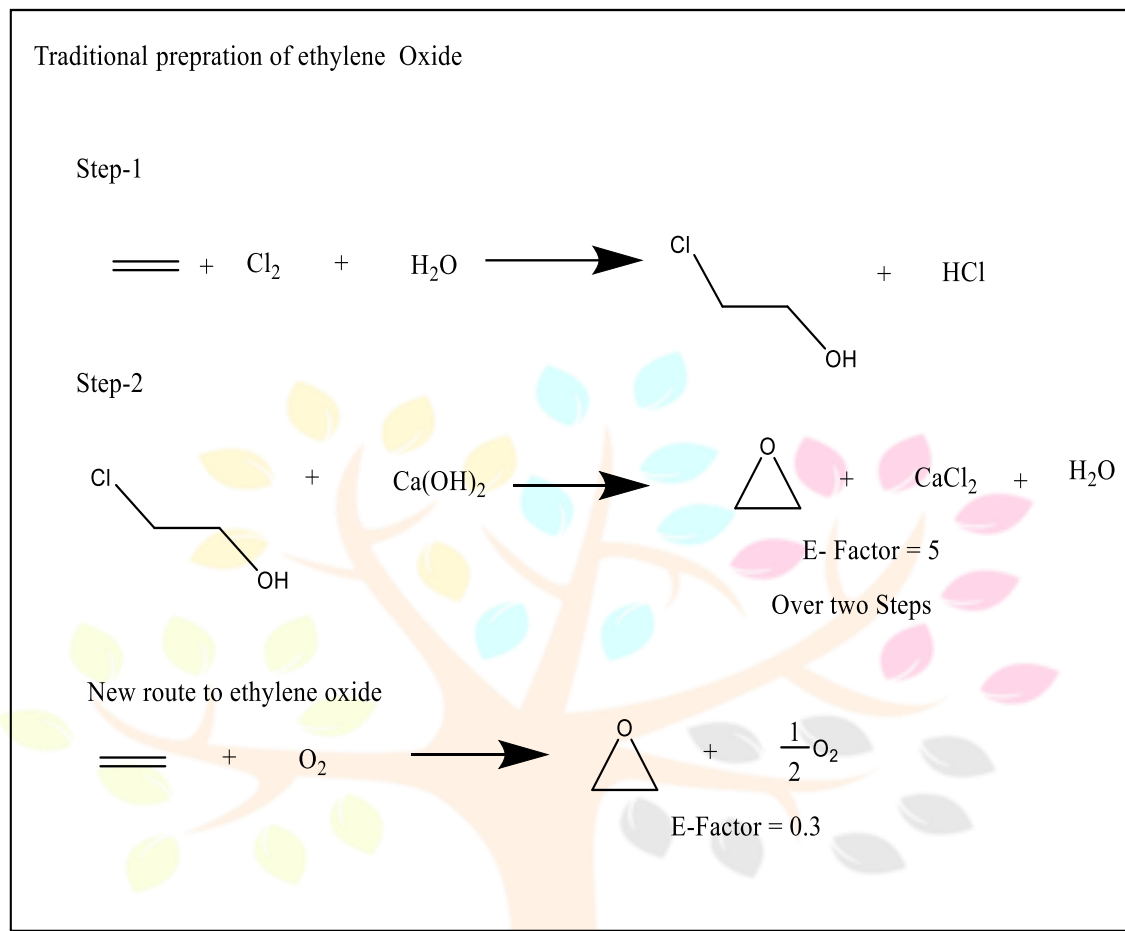 Traditional prepration of ethylene Oxide
Step-1
+ Cl₂ + H₂O Cl OH + HCl
Step-2
Cl OH + Ca(OH)₂ O + CaCl₂ + H₂O
E- Factor = 5
Over two Steps
New route to ethylene oxide
+ O₂ O + 1/2 O₂
E-Factor = 0.3